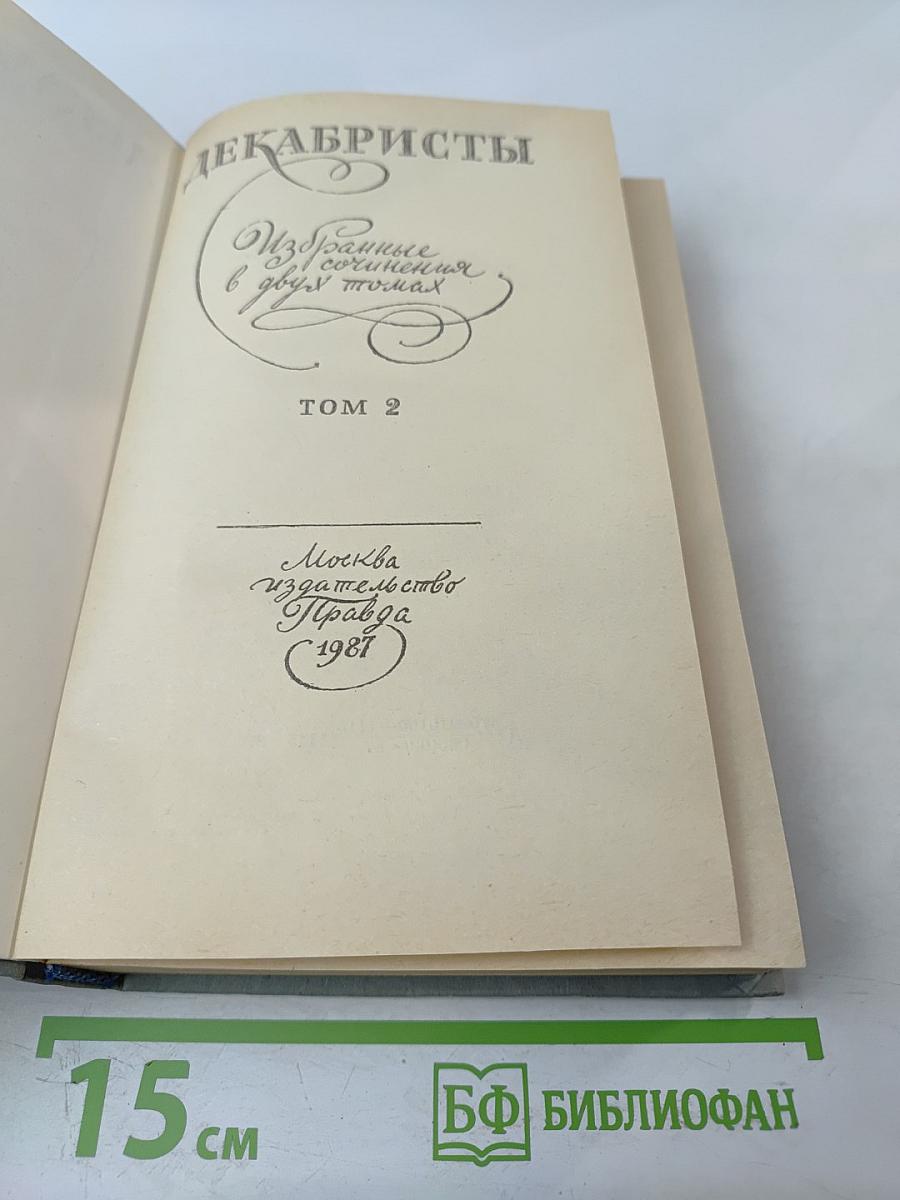 ДЕКАБРИСТЫ
Избранные
сочинения
в двух томах
ТОМ 2
Москва
издательство
Правда
1987
15 см
БФ БИБЛИОФАН